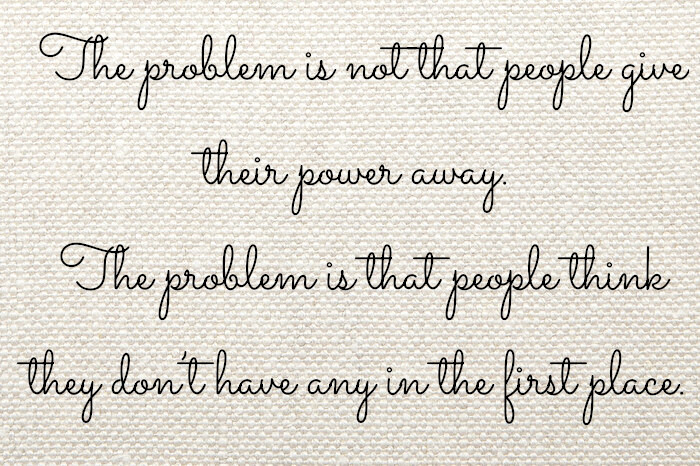 The problem is not that people give
their power away.
The problem is that people think
they don't have any in the first place.